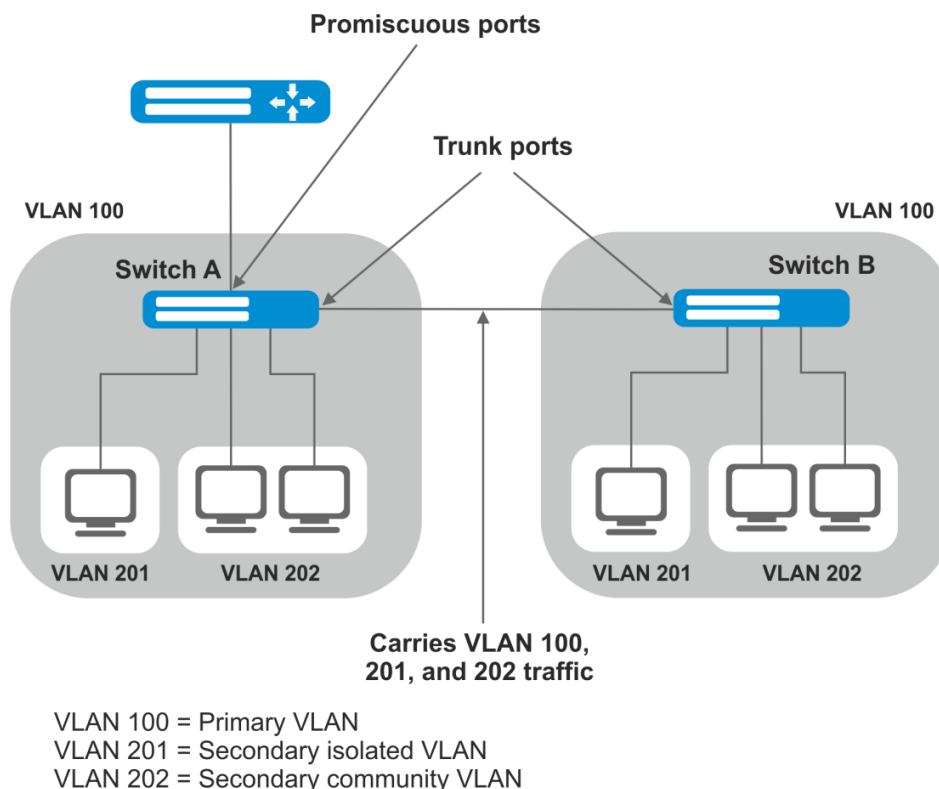 Promiscuous ports
Trunk ports
VLAN 100
VLAN 100
Switch A
Switch B
VLAN 201
VLAN 202
VLAN 201
VLAN 202
Carries VLAN 100,
201, and 202 traffic
VLAN 100 = Primary VLAN
VLAN 201 = Secondary isolated VLAN
VLAN 202 = Secondary community VLAN